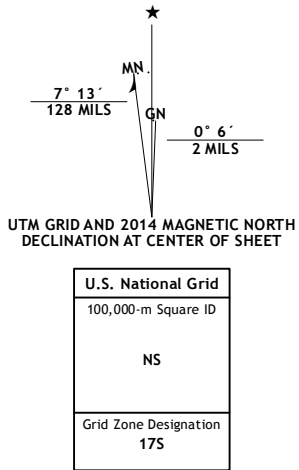 MN
7° 13´
128 MILS
GN
0° 6´
2 MILS
UTM GRID AND 2014 MAGNETIC NORTH
DECLINATION AT CENTER OF SHEET
U.S. National Grid
100,000-m Square ID
NS
Grid Zone Designation
17S